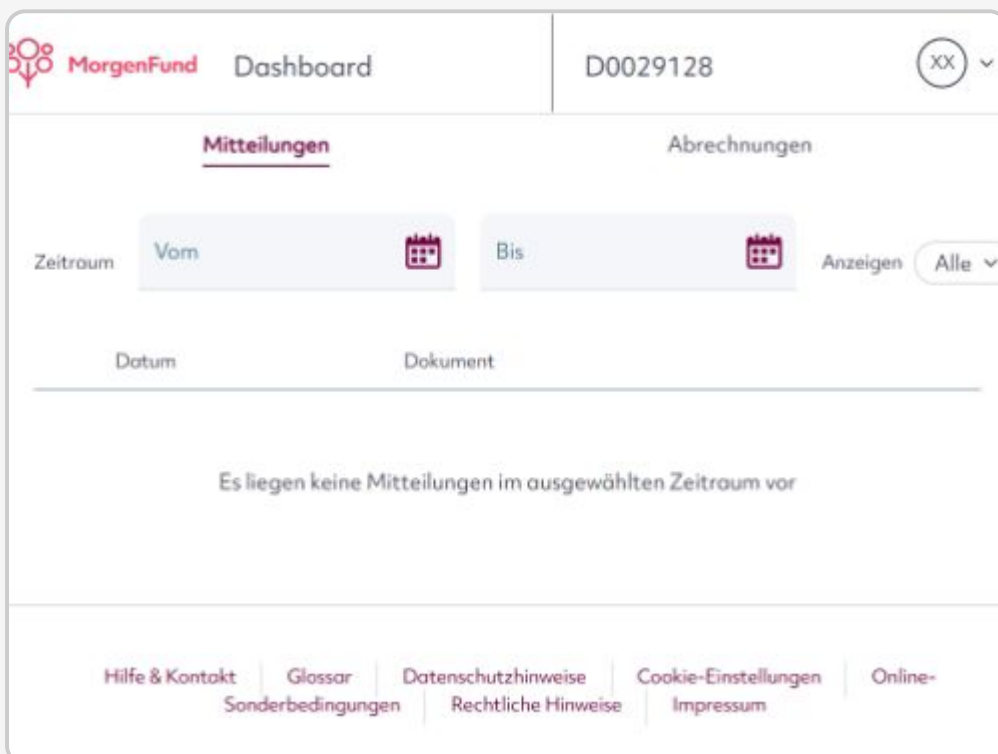 MorgenFund Dashboard D0029128 XX
Mitteilungen Abrechnungen
Zeitraum Vom Bis Anzeigen Alle
Datum Dokument
Es liegen keine Mitteilungen im ausgewählten Zeitraum vor
Hilfe & Kontakt Glossar Datenschutzhinweise Cookie-Einstellungen Online-
Sonderbedingungen Rechtliche Hinweise Impressum